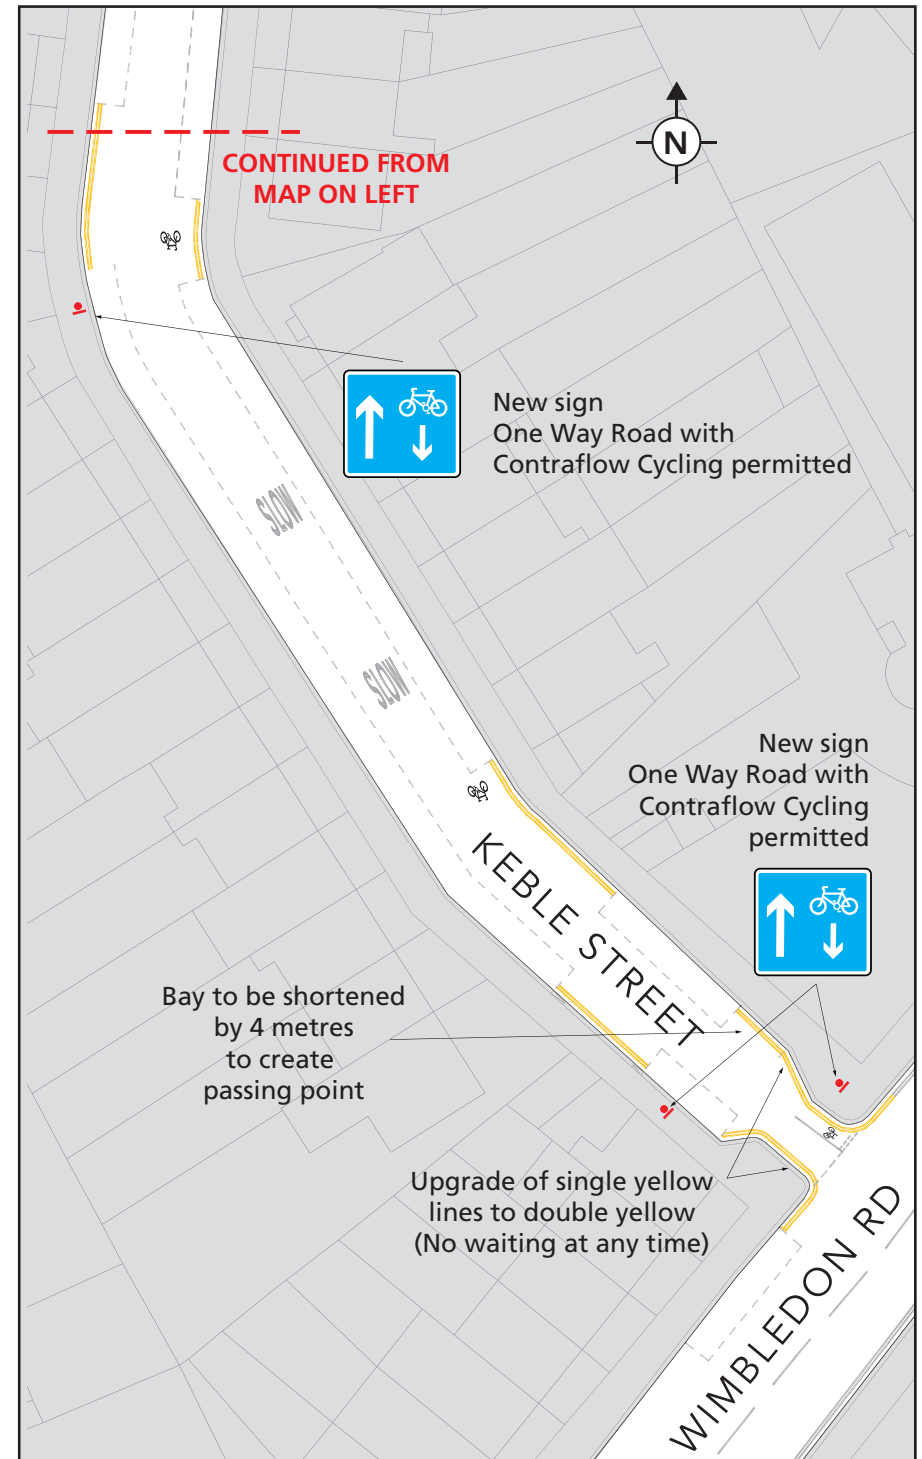 CONTINUED FROM
MAP ON LEFT
N
New sign
One Way Road with
Contraflow Cycling permitted
SLOW
SLOW
New sign
One Way Road with
Contraflow Cycling
permitted
KEBLE STREET
Bay to be shortened
by 4 metres
to create
passing point
Upgrade of single yellow
lines to double yellow
(No waiting at any time)
WIMBLEDON RD